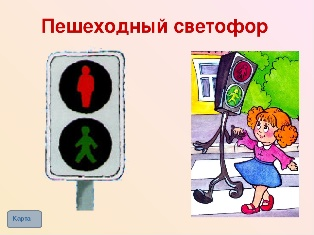 Пешеходный светофор
Карта